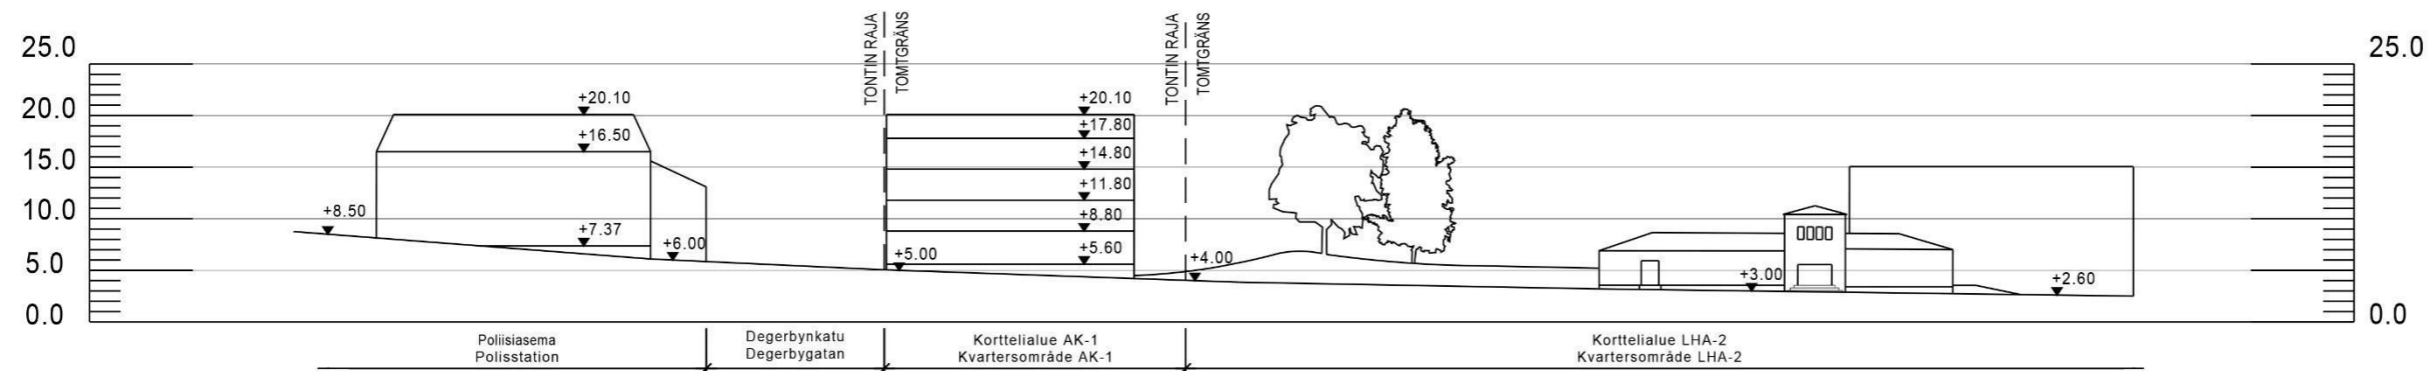 TONTIN RAJA
TOMTGRÄNS
TONTIN RAJA
TOMTGRÄNS
25.0
20.0
15.0
10.0
5.0
0.0
+8.50
+20.10
+16.50
+7.37
+6.00
+5.00
+20.10
+17.80
+14.80
+11.80
+8.80
+5.60
+4.00
+3.00
+2.60
25.0
0.0
Poliisiasema
Polisstation
Degerbynkatu
Degerbygatan
Korttelialue AK-1
Kvartersområde AK-1
Korttelialue LHA-2
Kvartersområde LHA-2